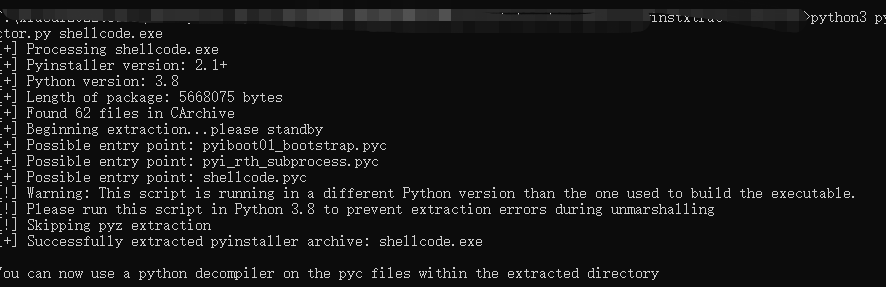 instxtrac >python3 py
ctor.py shellcode.exe
[+] Processing shellcode.exe
[+] Pyinstaller version: 2.1+
[+] Python version: 3.8
[+] Length of package: 5668075 bytes
[+] Found 62 files in CArchive
[+] Beginning extraction...please standby
[+] Possible entry point: pyiboot01_bootstrap.pyc
[+] Possible entry point: pyi_rth_subprocess.pyc
[+] Possible entry point: shellcode.pyc
[!] Warning: This script is running in a different Python version than the one used to build the executable.
[!] Please run this script in Python 3.8 to prevent extraction errors during unmarshalling
[!] Skipping pyz extraction
[+] Successfully extracted pyinstaller archive: shellcode.exe
You can now use a python decompiler on the pyc files within the extracted directory